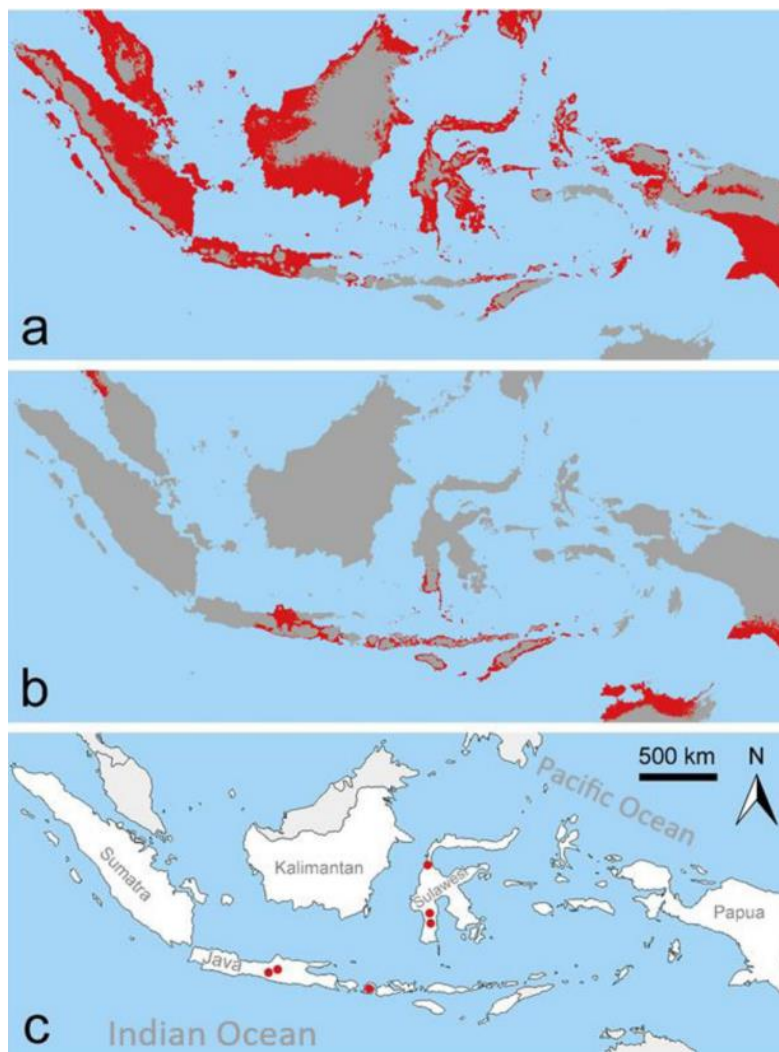 a
b
500 km
N
Pacific Ocean
Sumatra
Kalimantan
Sulawesi
Papua
Java
c
Indian Ocean